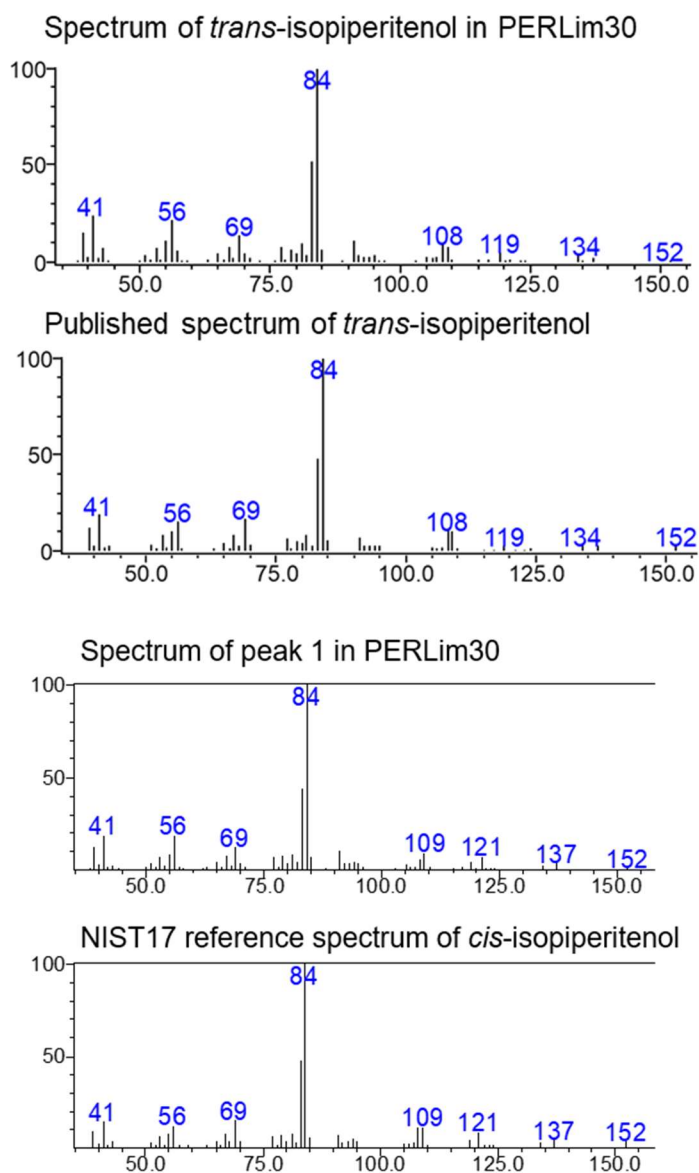 Spectrum of trans-isopiperitenol in PERLim30
100
84
50
41 56 69 108 119 134 152
0
50.0 75.0 100.0 125.0 150.0
Published spectrum of trans-isopiperitenol
100
84
50
41 56 69 108 119 134 152
0
50.0 75.0 100.0 125.0 150.0
Spectrum of peak 1 in PERLim30
100
84
50
41 56 69 109 121 137 152
50.0 75.0 100.0 125.0 150.0
NIST17 reference spectrum of cis-isopiperitenol
100
84
50
41 56 69 109 121 137 152
50.0 75.0 100.0 125.0 150.0